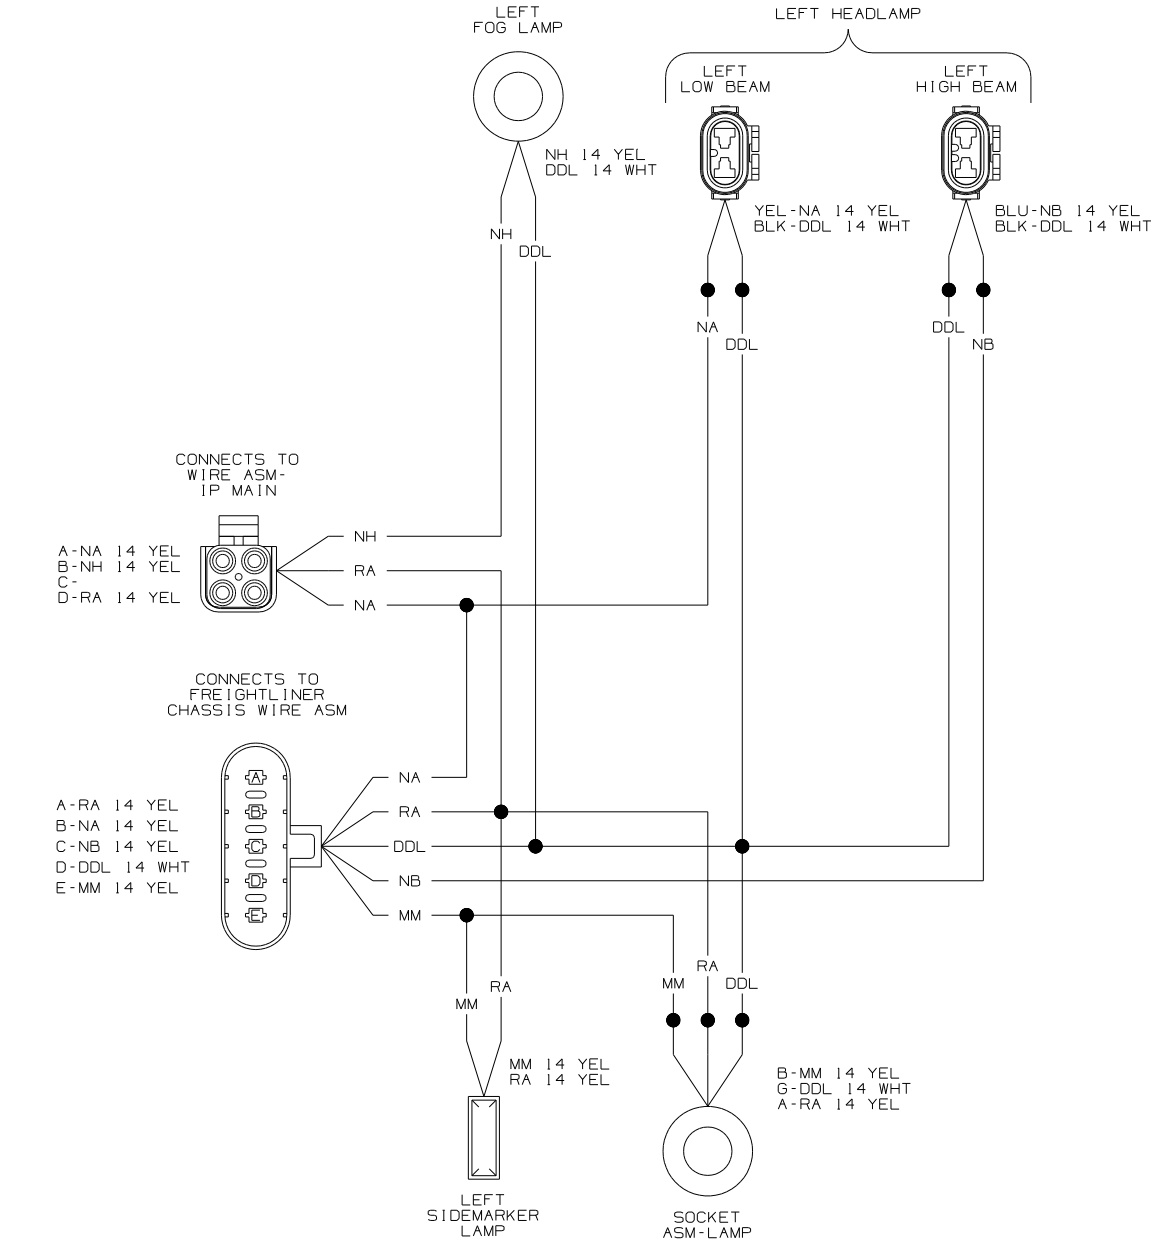 LEFT
FOG LAMP
LEFT HEADLAMP
LEFT
LOW BEAM
LEFT
HIGH BEAM
NH 14 YEL
DDL 14 WHT
YEL-NA 14 YEL
BLK-DDL 14 WHT
BLU-NB 14 YEL
BLK-DDL 14 WHT
NH
DDL
NA
DDL
DDL
NB
CONNECTS TO
WIRE ASM-
IP MAIN
A-NA 14 YEL
B-NH 14 YEL
C-
D-RA 14 YEL
NH
RA
NA
CONNECTS TO
FREIGHTLINER
CHASSIS WIRE ASM
A-RA 14 YEL
B-NA 14 YEL
C-NB 14 YEL
D-DDL 14 WHT
E-MM 14 YEL
A
B
C
D
E
NA
RA
DDL
NB
MM
MM
RA
MM
RA
DDL
MM 14 YEL
RA 14 YEL
B-MM 14 YEL
G-DDL 14 WHT
A-RA 14 YEL
LEFT
SIDEMARKER
LAMP
SOCKET
ASM-LAMP